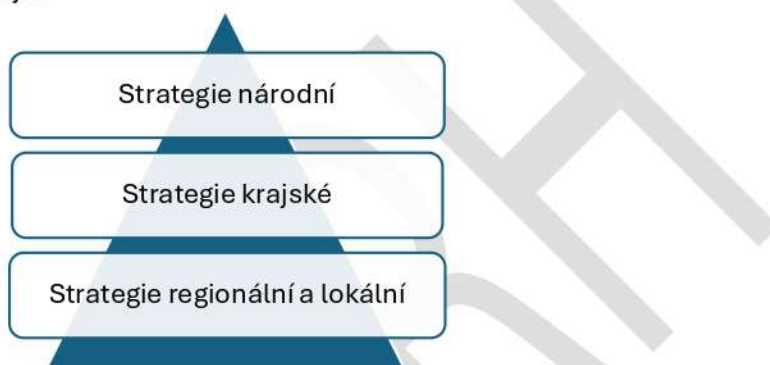 Strategie národní
Strategie krajské
Strategie regionální a lokální